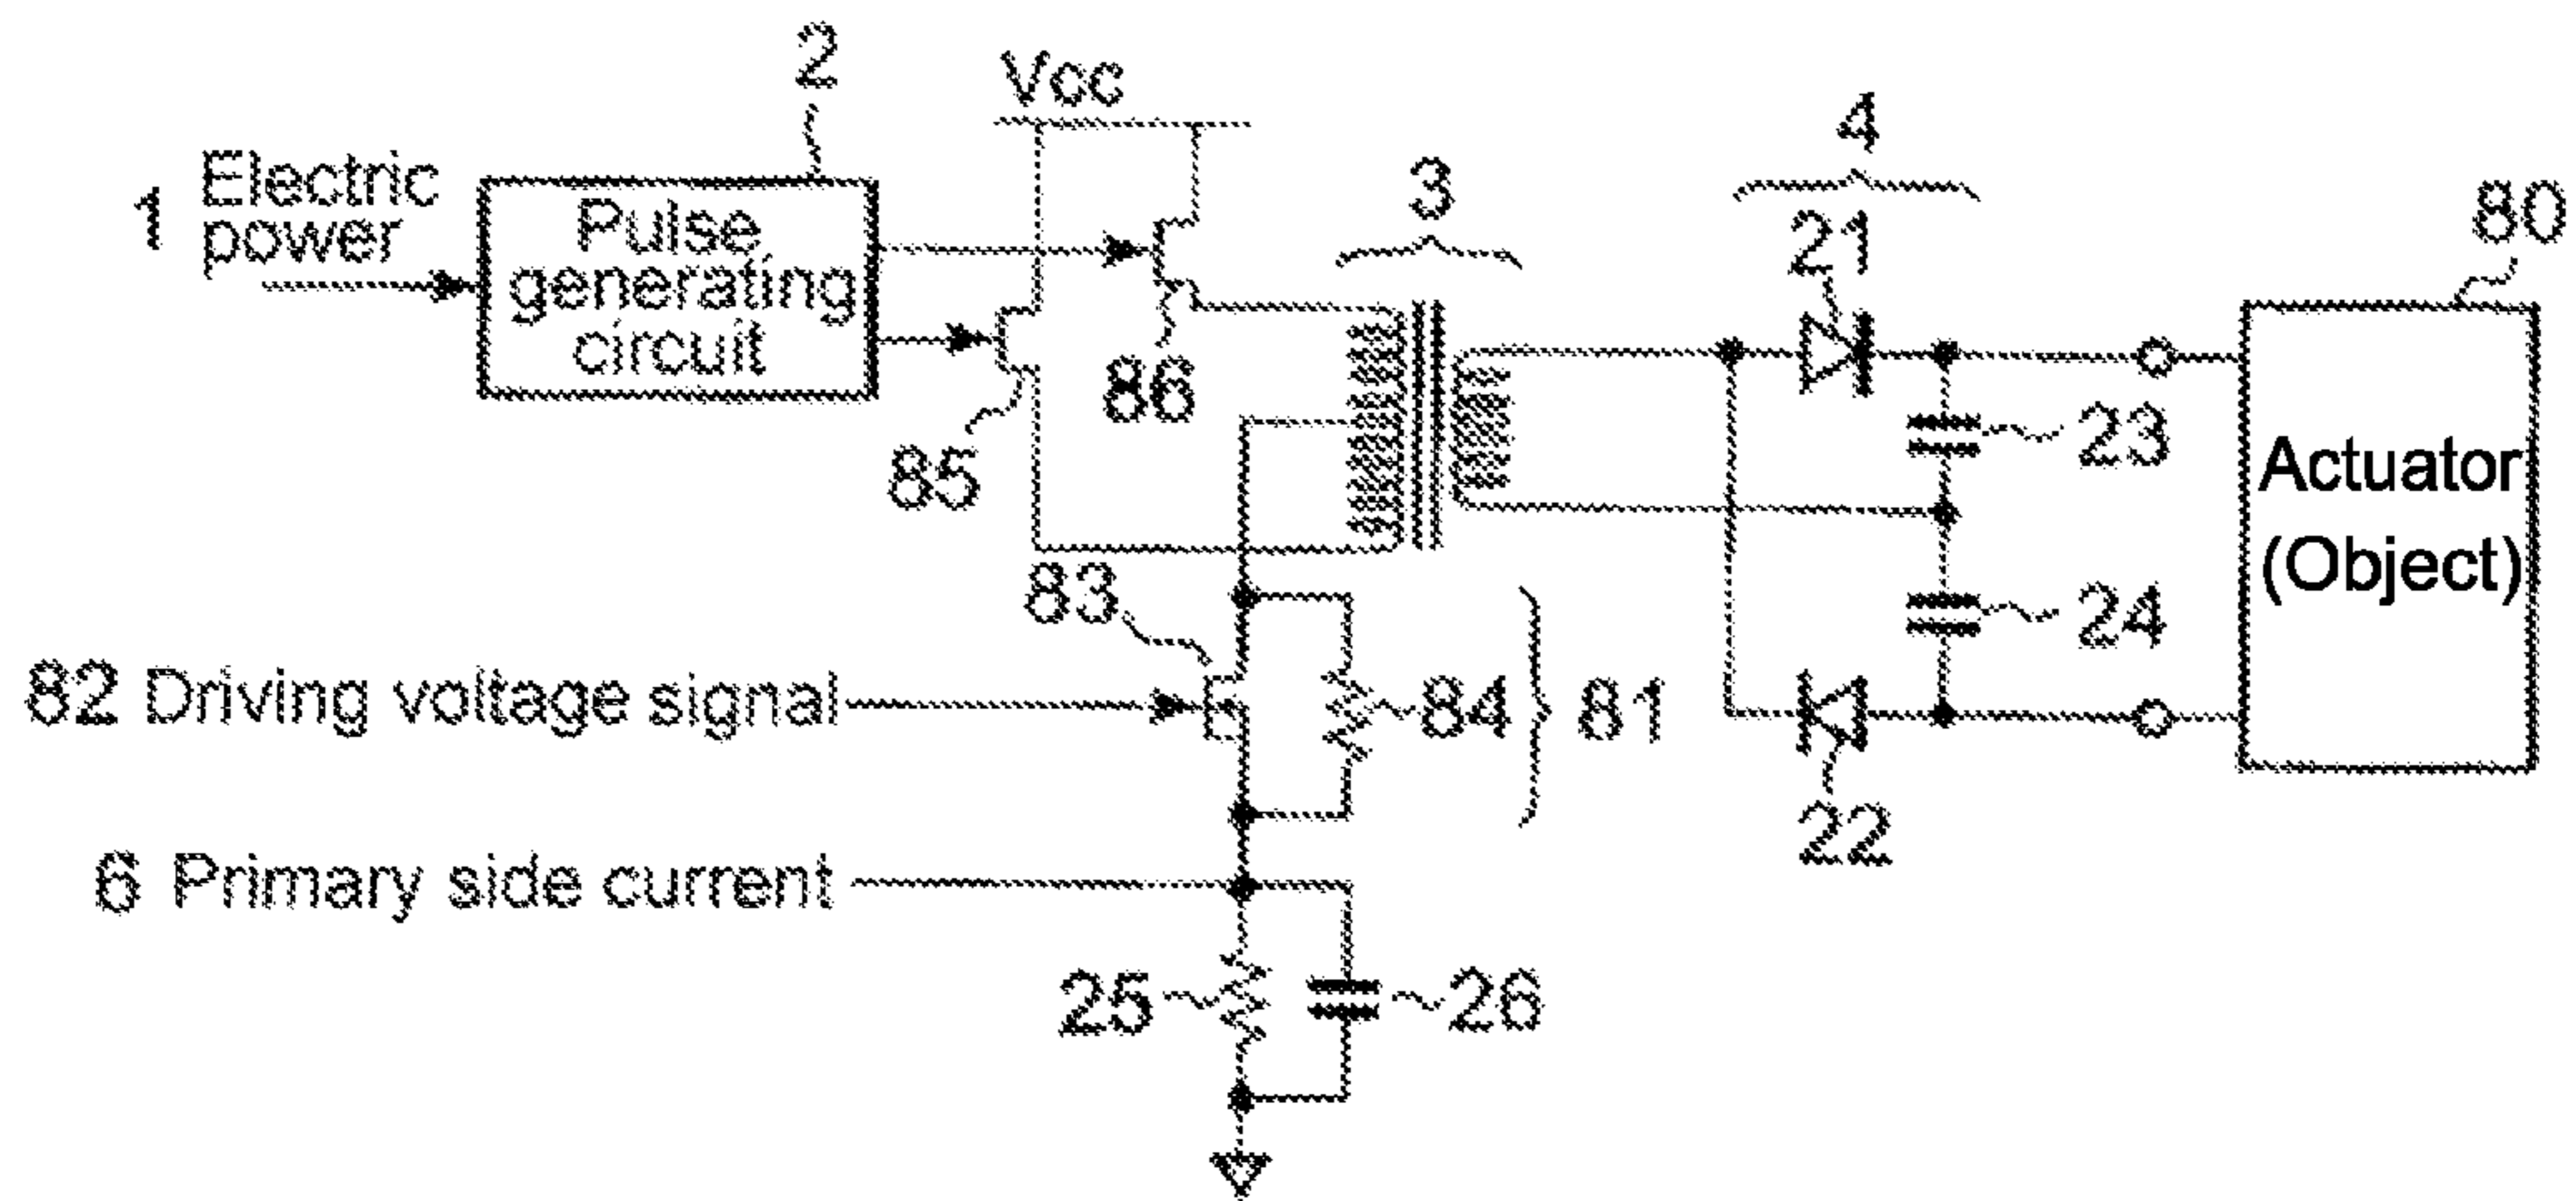 2
Vcc
4
1 Electric
power
Pulse
generating
circuit
3
21
80
86
85
23
Actuator
(Object)
83
24
82 Driving voltage signal
84
81
22
6 Primary side current
25
26